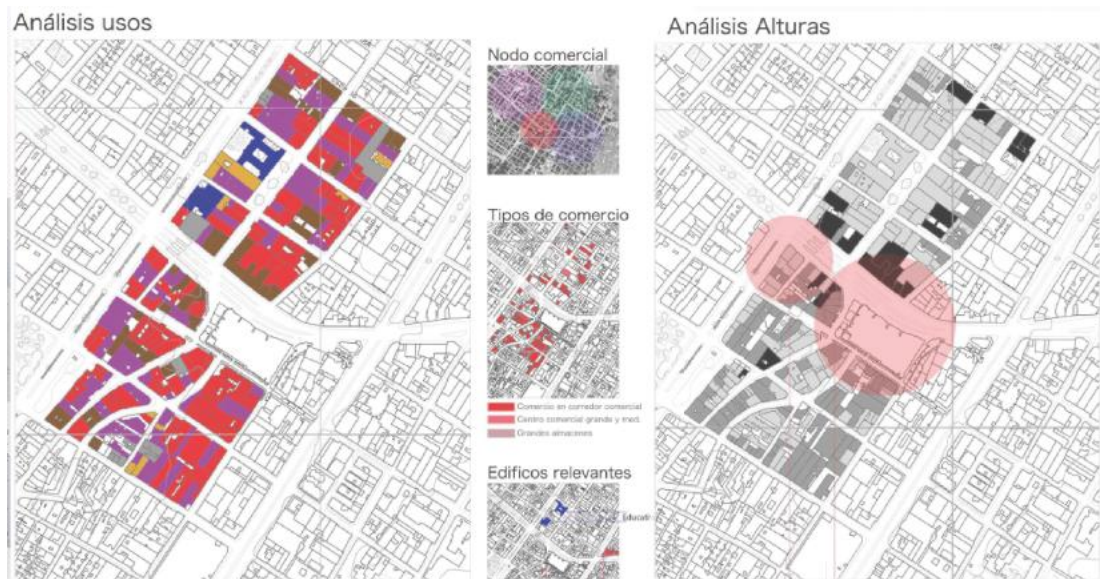 Análisis usos
Nodo comercial
Análisis Alturas
Tipos de comercio
Comercio en corredor comercial
Centro comercial grande y med.
Grandes almacenes
Edificos relevantes
Educati